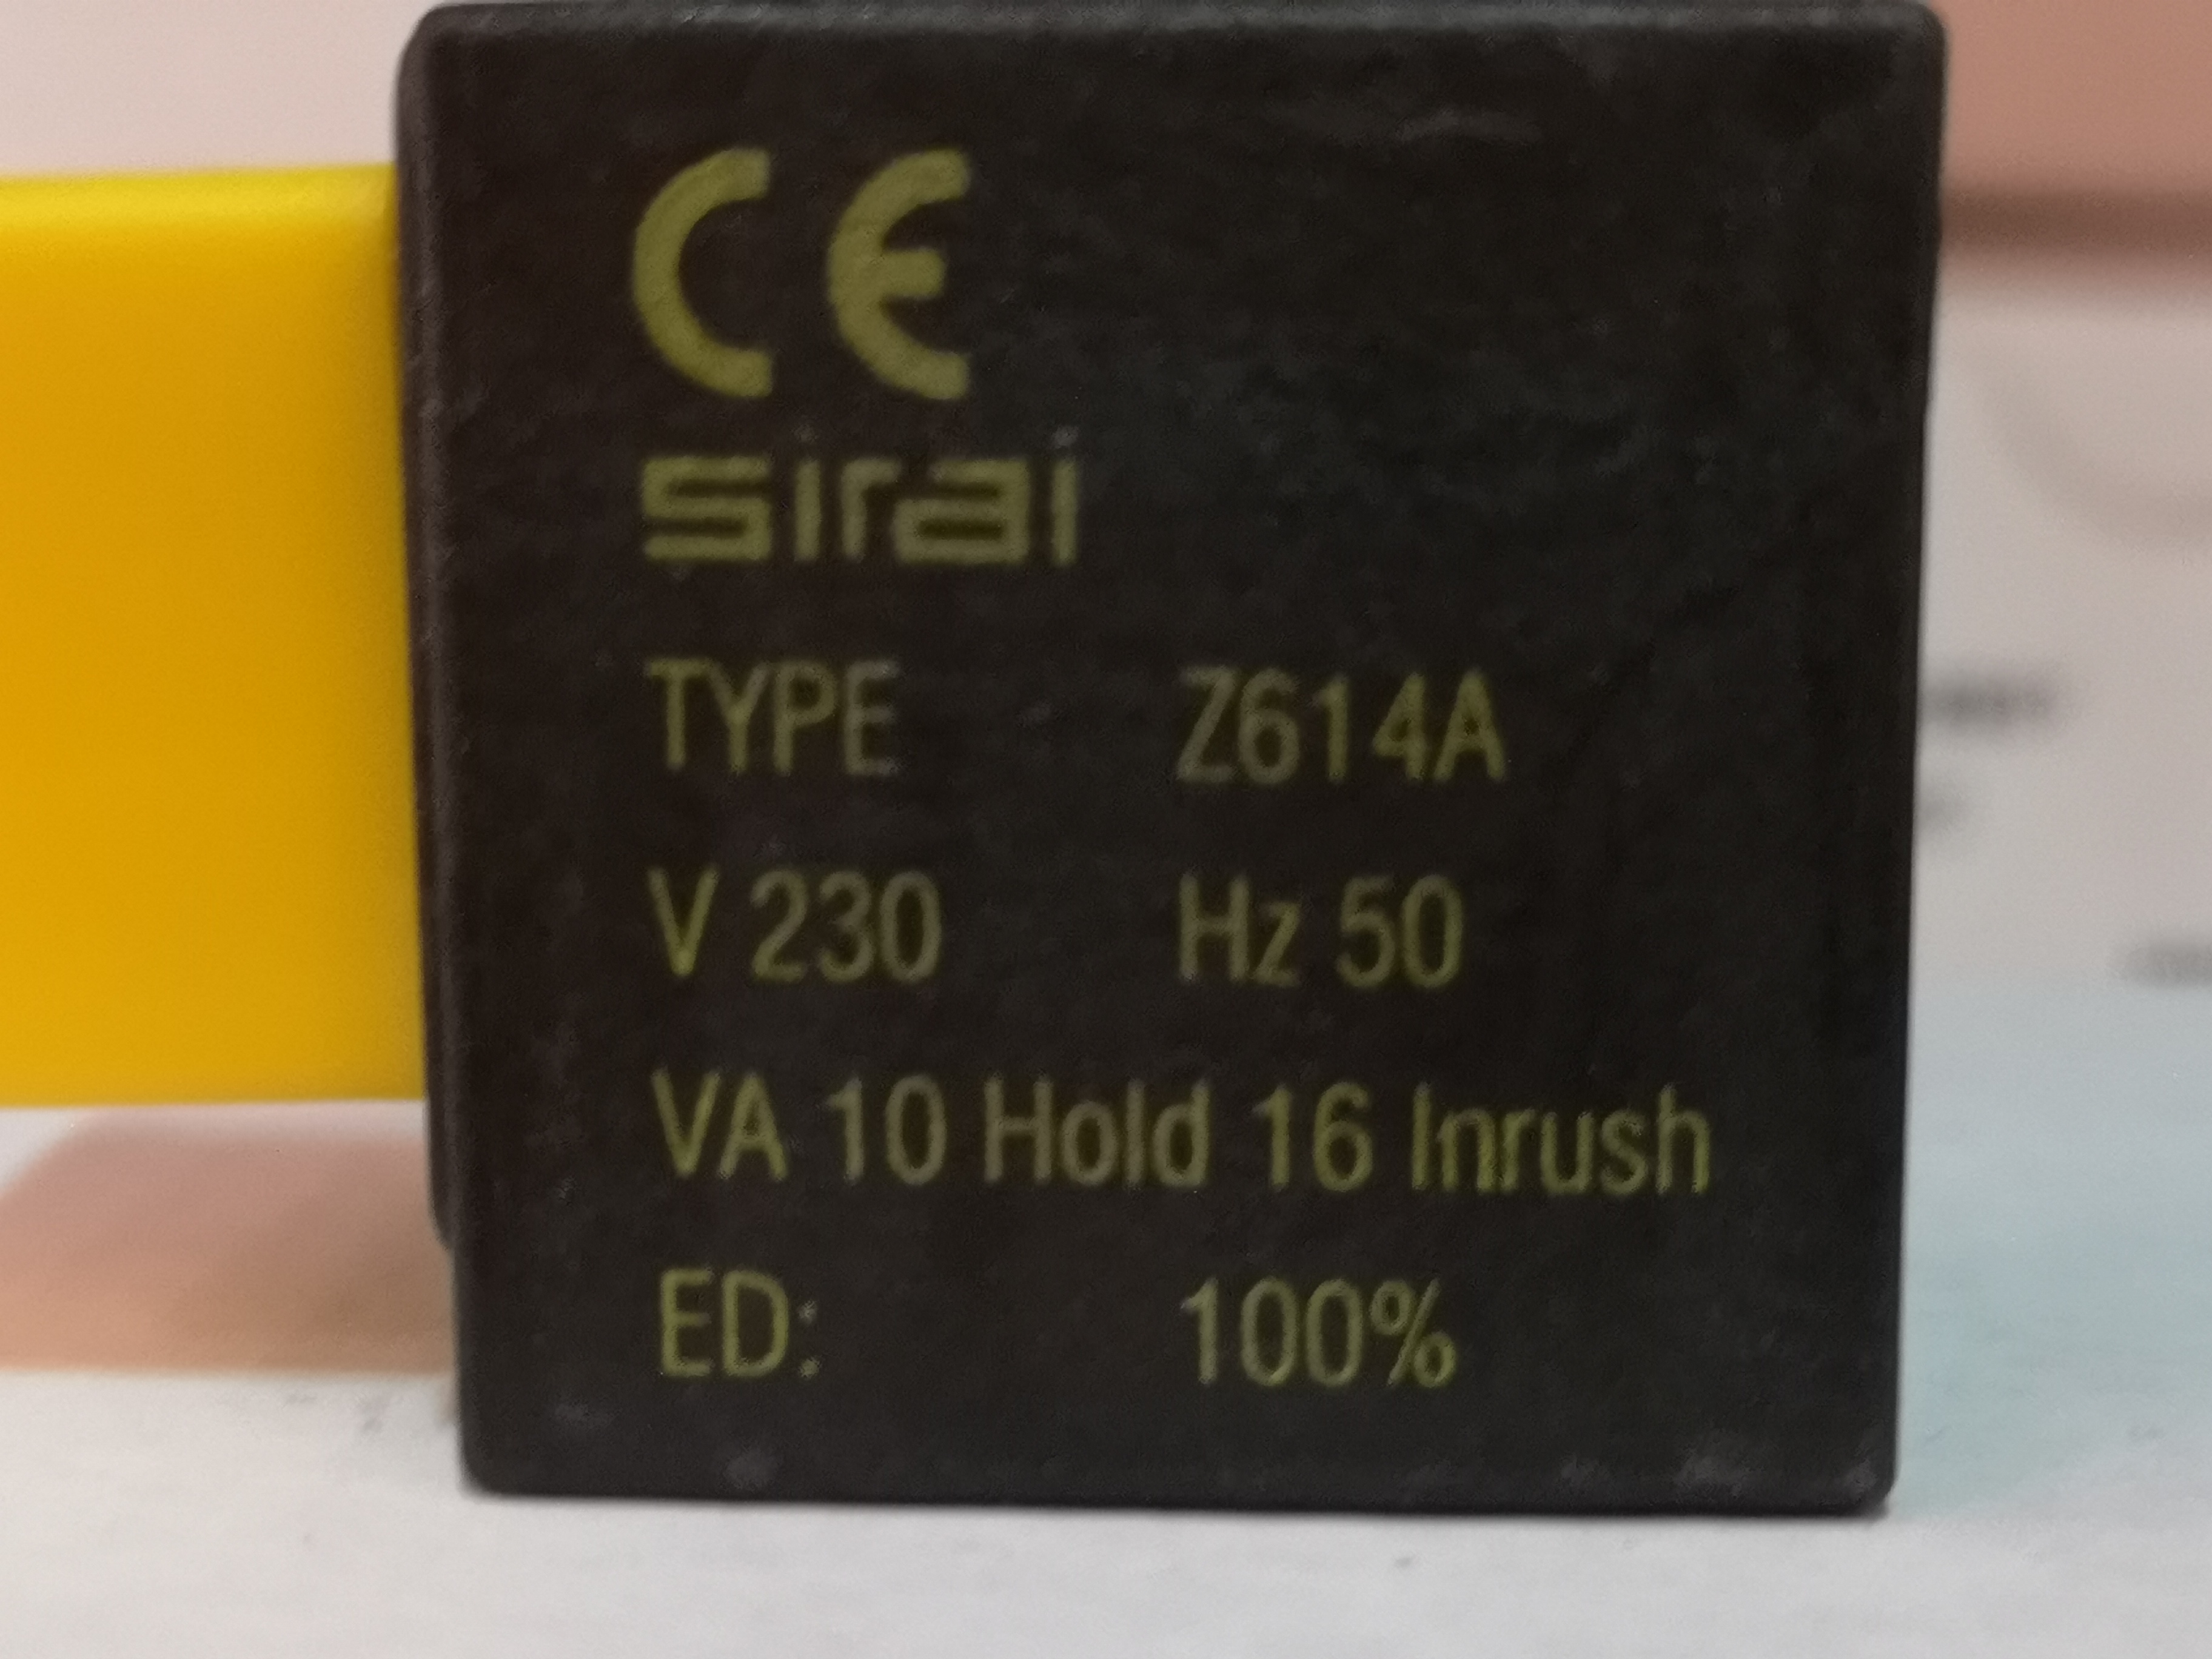 CE
sirai
TYPE Z614A
V 230 Hz 50
VA 10 Hold 16 Inrush
ED: 100%